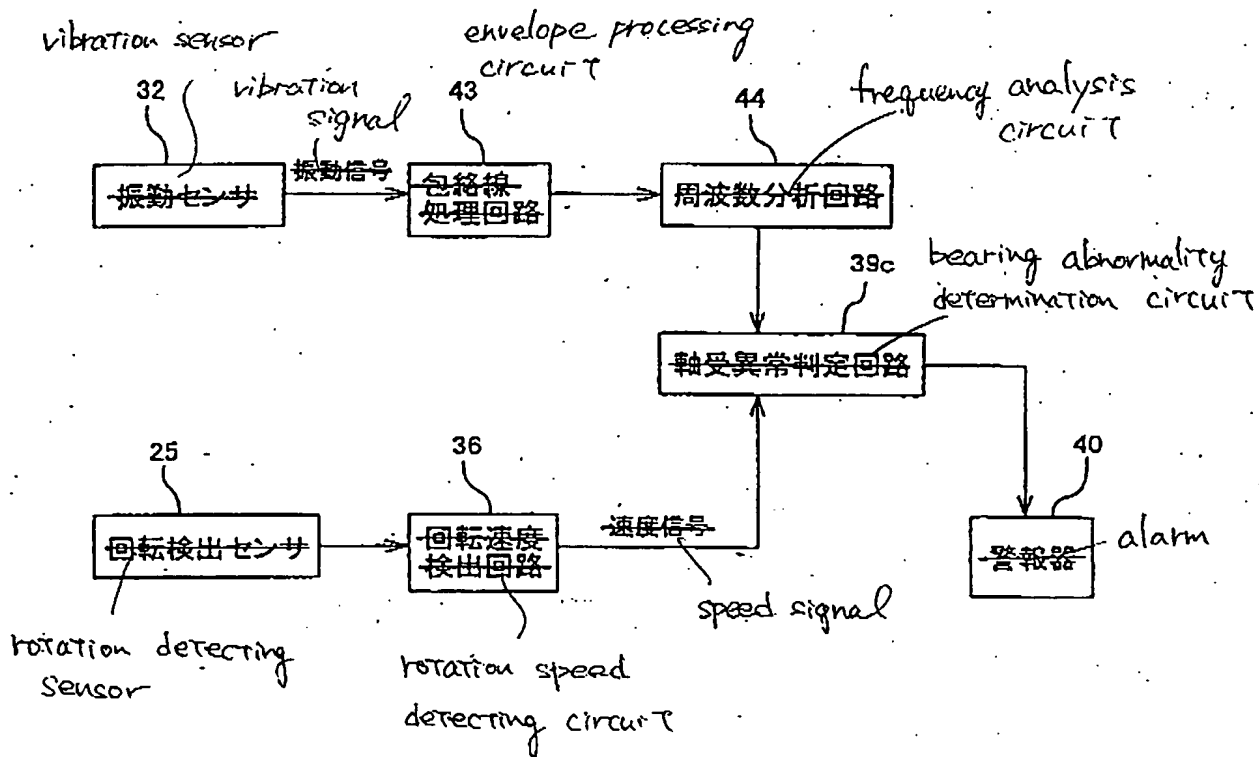 vibration sensor
envelope processing
circuit
32
vibration
signal
43
44
frequency analysis
circuit
振動センサ
振動信号
包絡線
処理回路
周波数分析回路
39c
bearing abnormality
determination circuit
軸受異常判定回路
25
36
40
回転検出センサ
回転速度
検出回路
速度信号
警報器
alarm
speed signal
rotation detecting
sensor
rotation speed
detecting circuit